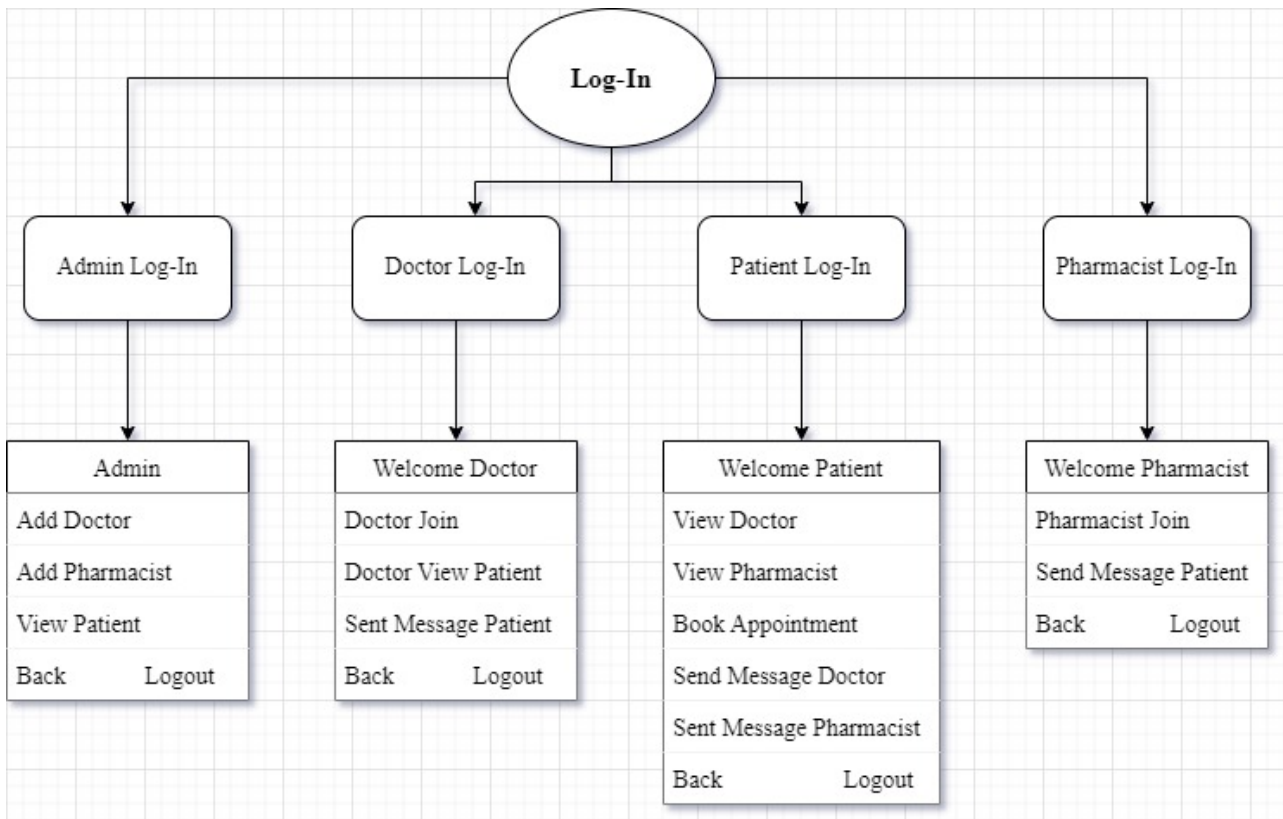 Log-In
Admin Log-In
Doctor Log-In
Patient Log-In
Pharmacist Log-In
Admin
Add Doctor
Add Pharmacist
View Patient
Back Logout
Welcome Doctor
Doctor Join
Doctor View Patient
Sent Message Patient
Back Logout
Welcome Patient
View Doctor
View Pharmacist
Book Appointment
Send Message Doctor
Sent Message Pharmacist
Back Logout
Welcome Pharmacist
Pharmacist Join
Send Message Patient
Back Logout